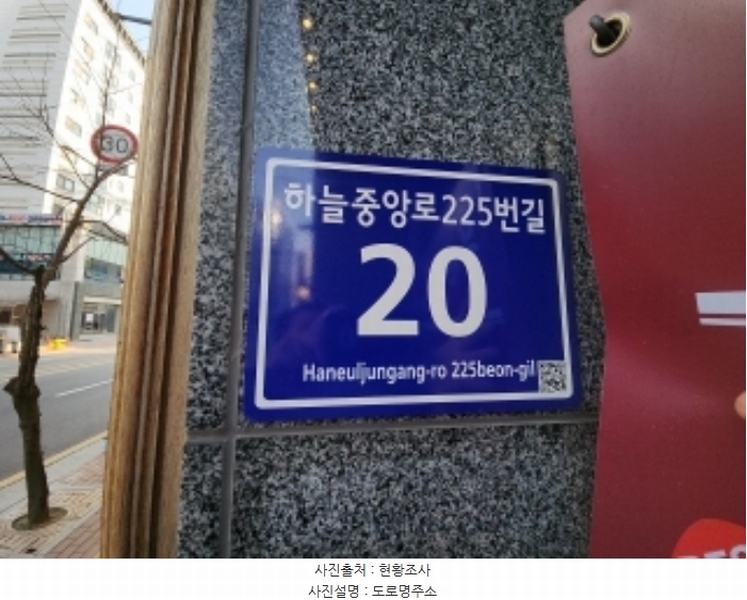 30
하늘중앙로225번길
20
Haneuljungang-ro 225beon-gil
사진출처 : 현황조사
사진설명 : 도로명주소